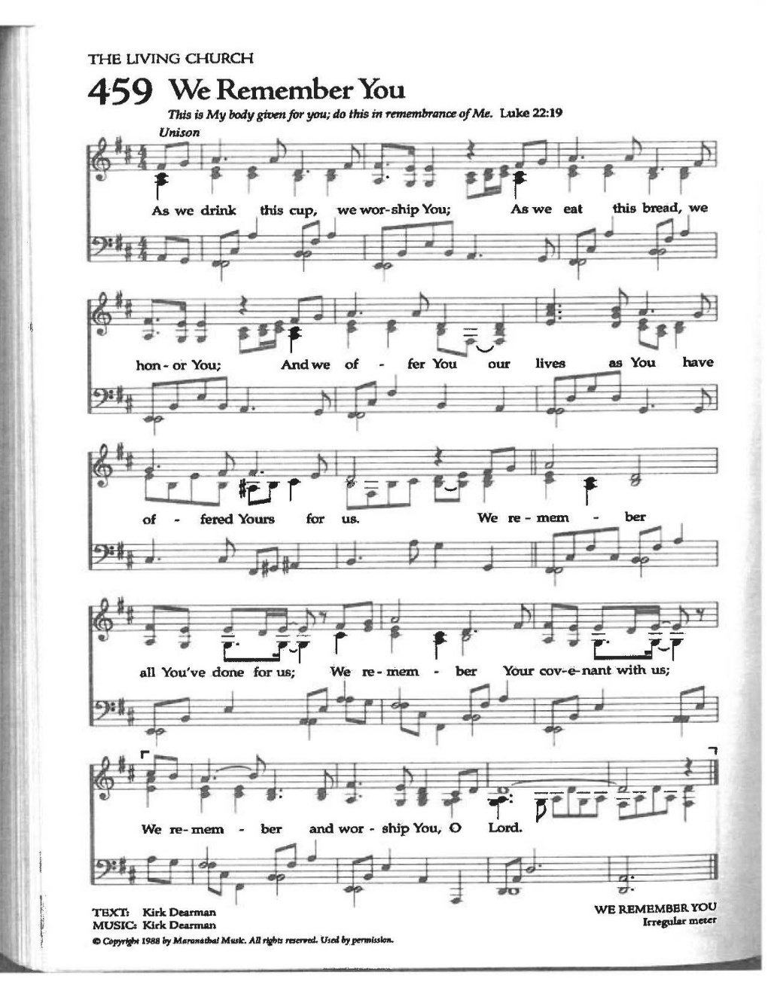 THE LIVING CHURCH
459 We Remember You
This is My body given for you; do this in remembrance of Me. Luke 22:19
Unison
As we drink this cup, we wor-ship You; As we eat this bread, we
hon - or You; And we of - fer You our lives as You have
of - fered Yours for us. We re - mem - ber
all You've done for us; We re - mem - ber Your cov-e-nant with us;
We re- mem - ber and wor - ship You, O Lord.
TEXT: Kirk Dearman
MUSIC: Kirk Dearman
© Copyright 1988 by Maranatha! Music. All rights reserved. Used by permission.
WE REMEMBER YOU
Irregular meter